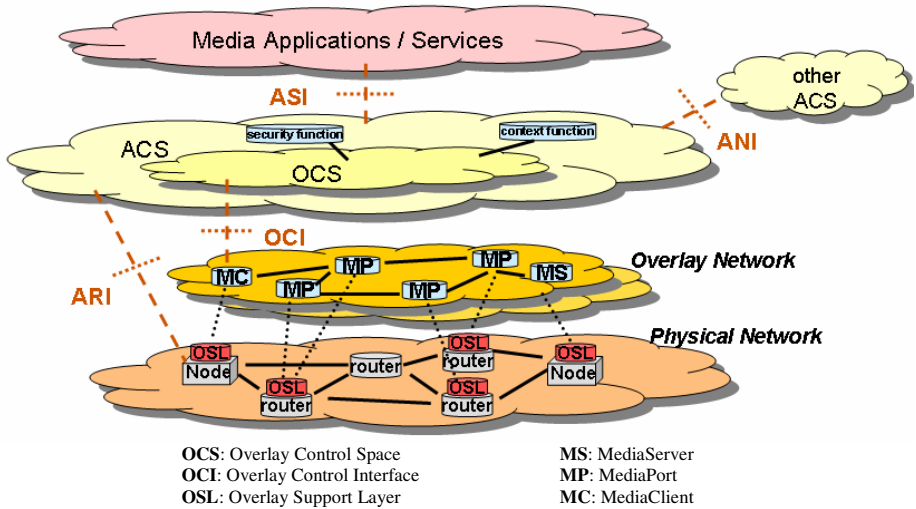 Media Applications / Services
other
ACS
ASI
ANI
security function
context function
ACS
OCS
OCI
ARI
MC
MP
MP
MS
MP
MP
Overlay Network
Physical Network
OSL
Node
OSL
router
router
OSL
router
OSL
router
OSL
Node
OCS: Overlay Control Space
OCI: Overlay Control Interface
OSL: Overlay Support Layer
MS: MediaServer
MP: MediaPort
MC: MediaClient